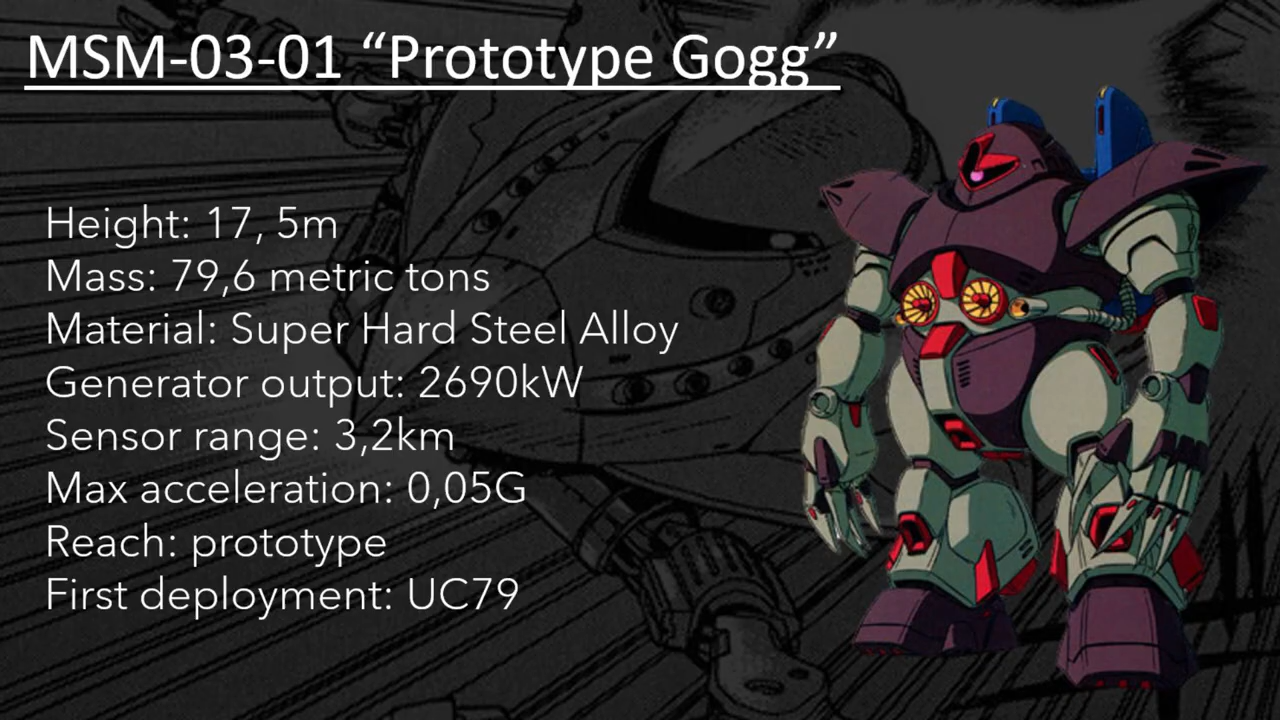 MSM-03-01 “Prototype Gogg”
Height: 17, 5m
Mass: 79,6 metric tons
Material: Super Hard Steel Alloy
Generator output: 2690kW
Sensor range: 3,2km
Max acceleration: 0,05G
Reach: prototype
First deployment: UC79